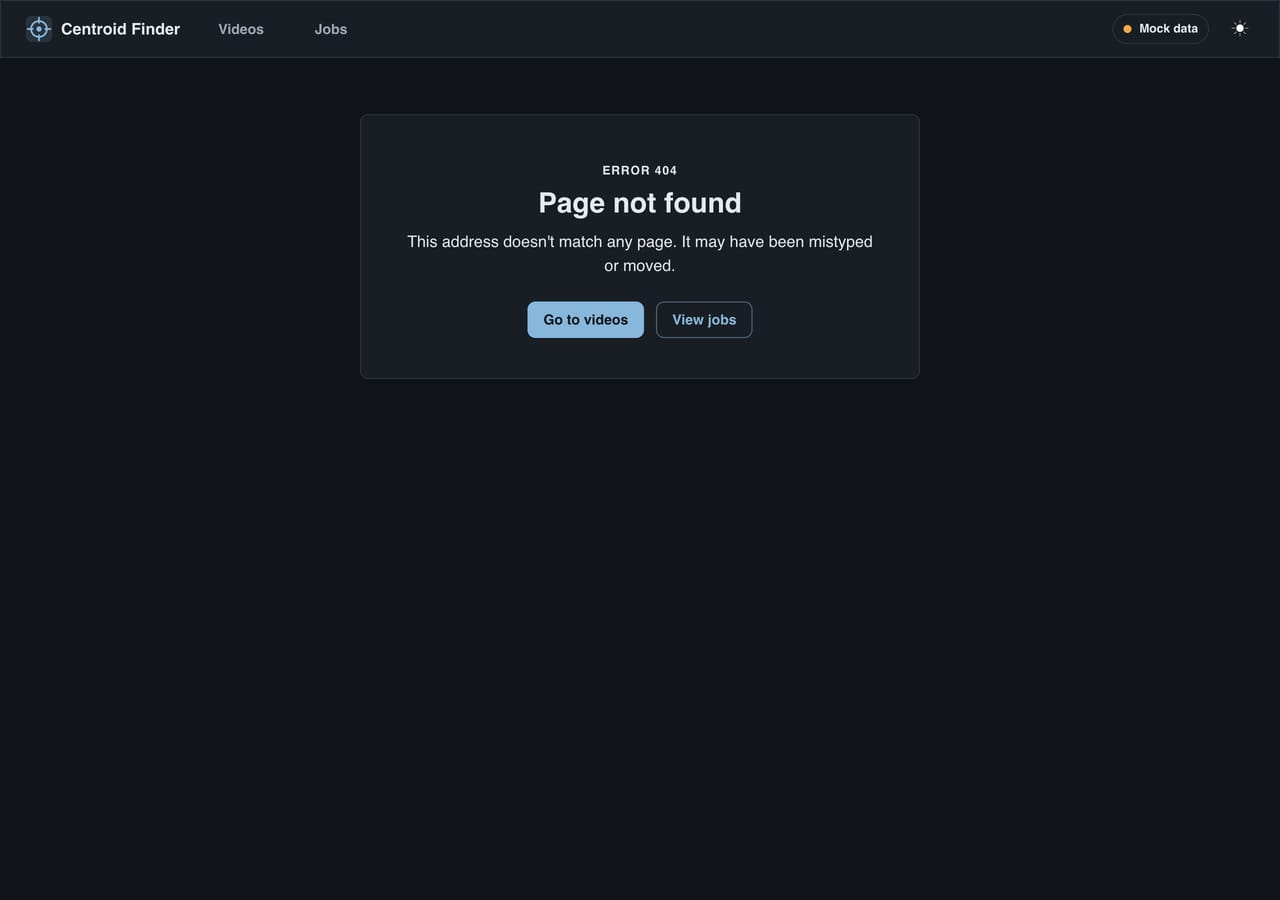 Centroid Finder
Videos
Jobs
Mock data
ERROR 404
Page not found
This address doesn't match any page. It may have been mistyped
or moved.
Go to videos
View jobs